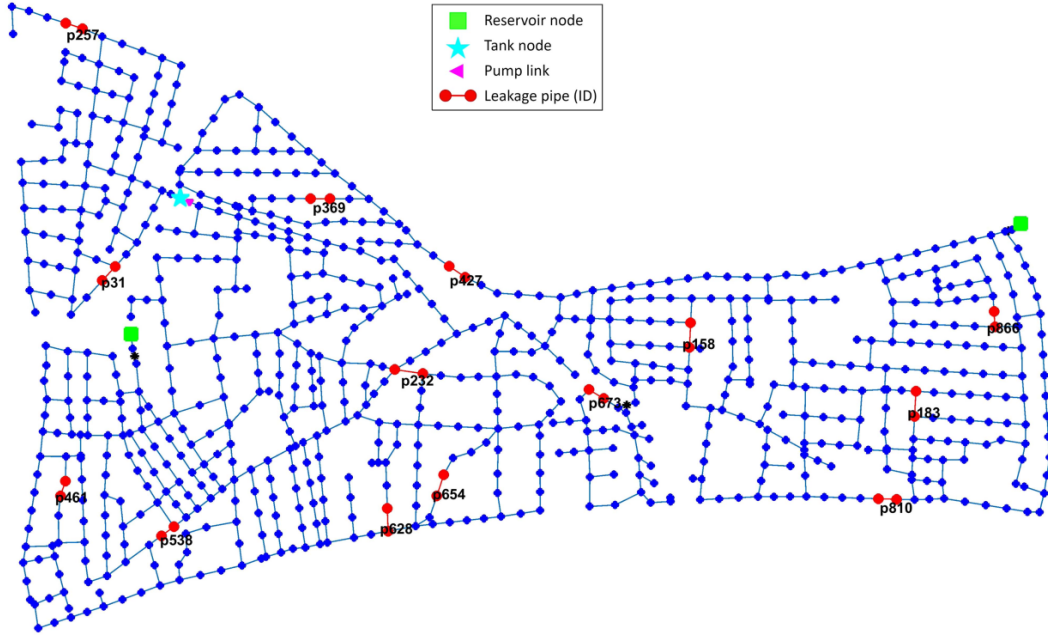 Reservoir node
Tank node
Pump link
Leakage pipe (ID)
p257
p369
p31
p427
p866
p158
p232
p673
p183
p461
p654
p810
p628
p538